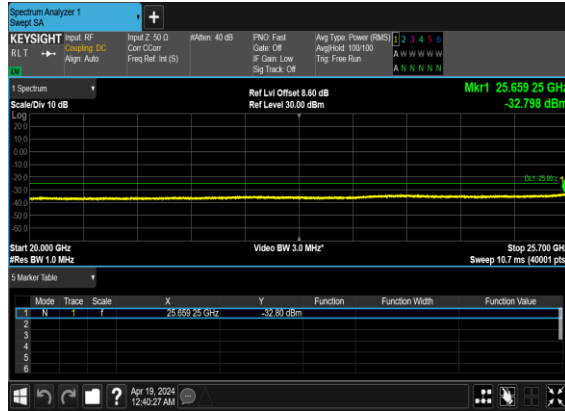 Spectrum Analyzer 1
Swept SA
+
KEYSIGHT Input: RF Input Z: 50 Ω #Atten: 40 dB PNO: Fast Avg Type: Power (RMS) 1 2 3 4 5 6
RLT Coupling: DC Corr CCorr Gate: Off Avg|Hold: 100/100 A W W W W W
Align: Auto Freq Ref: Int (S) IF Gain: Low Trig: Free Run
LXI Sig Track: Off A N N N N N
1 Spectrum Ref Lvl Offset 8.60 dB Mkr1 25.659 25 GHz
Scale/Div 10 dB Ref Level 30.00 dBm -32.798 dBm
Log
20.0
10.0
0.00
-10.0
-20.0
DL1 -25.00
-30.0
-40.0
-50.0
-60.0
Start 20.000 GHz Video BW 3.0 MHz* Stop 25.700 GHz
#Res BW 1.0 MHz Sweep 10.7 ms (40001 pts)
5 Marker Table
Mode Trace Scale X Y Function Function Width Function Value
1 N 1 f 25.659 25 GHz -32.80 dBm
2
3
4
5
6
? Apr 19, 2024
12:40:27 AM